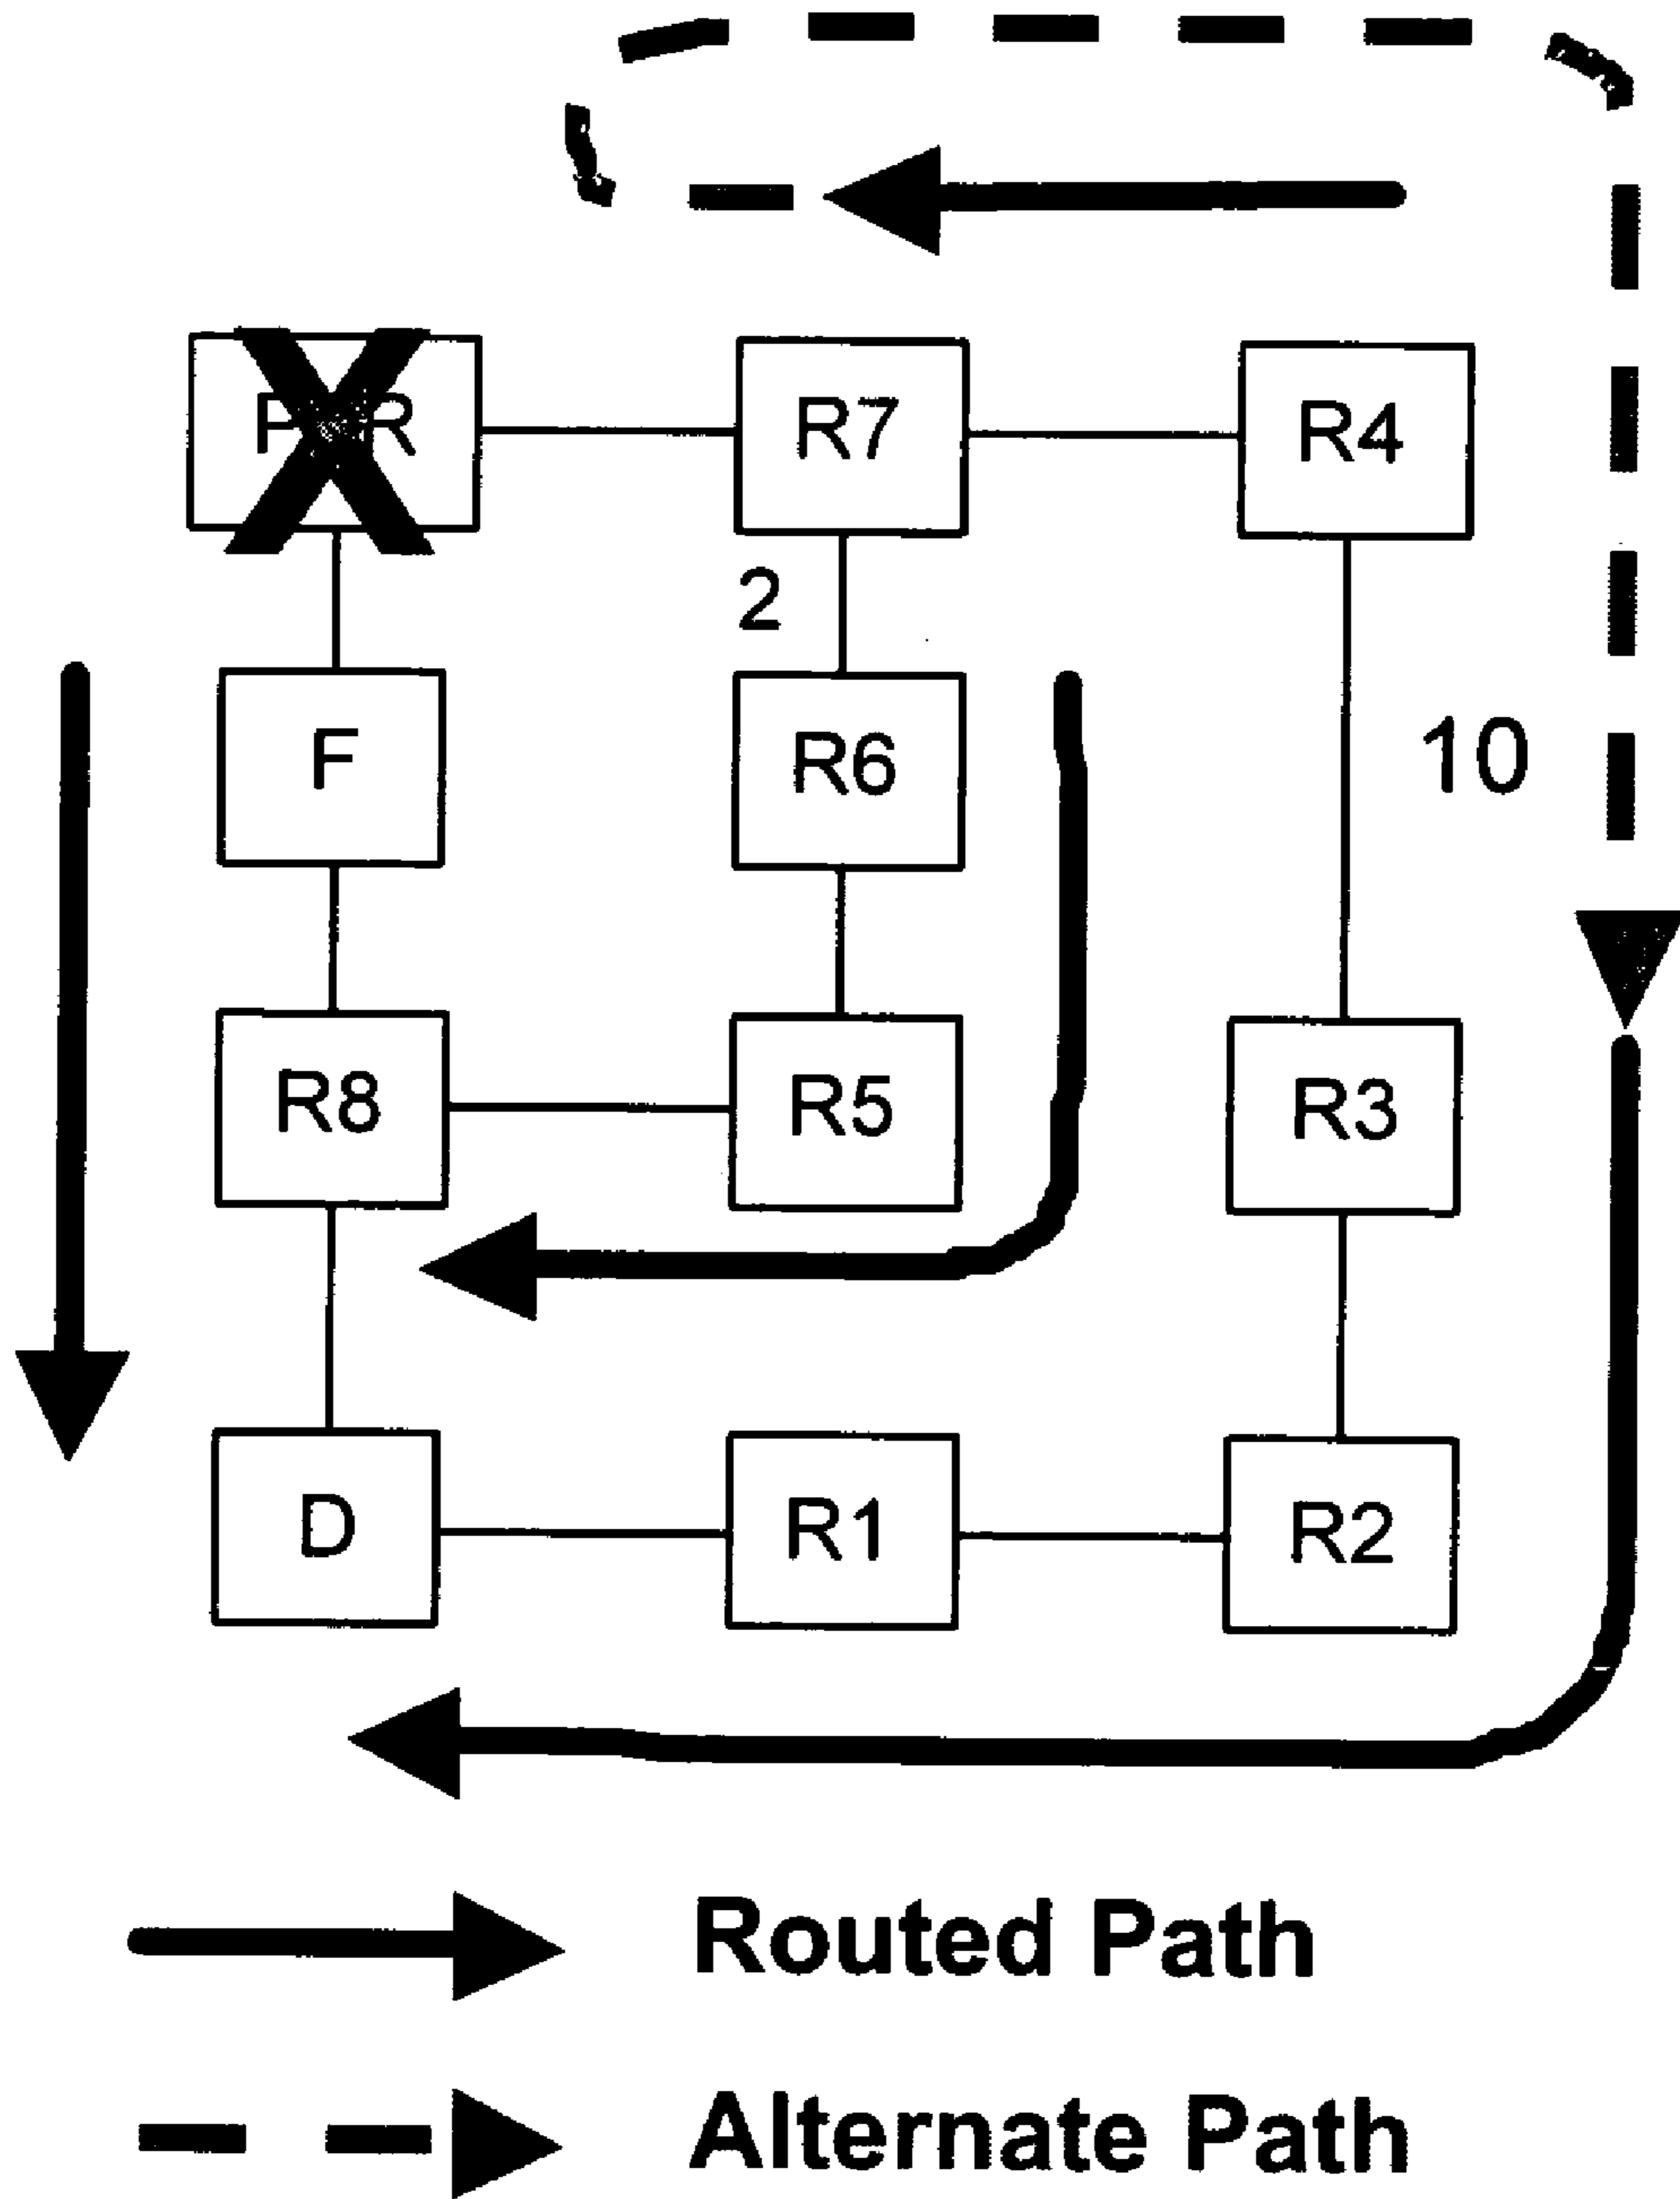 R7
R4
2
F
R6
10
R8
R5
R3
D
R1
R2
Routed Path
Alternate Path